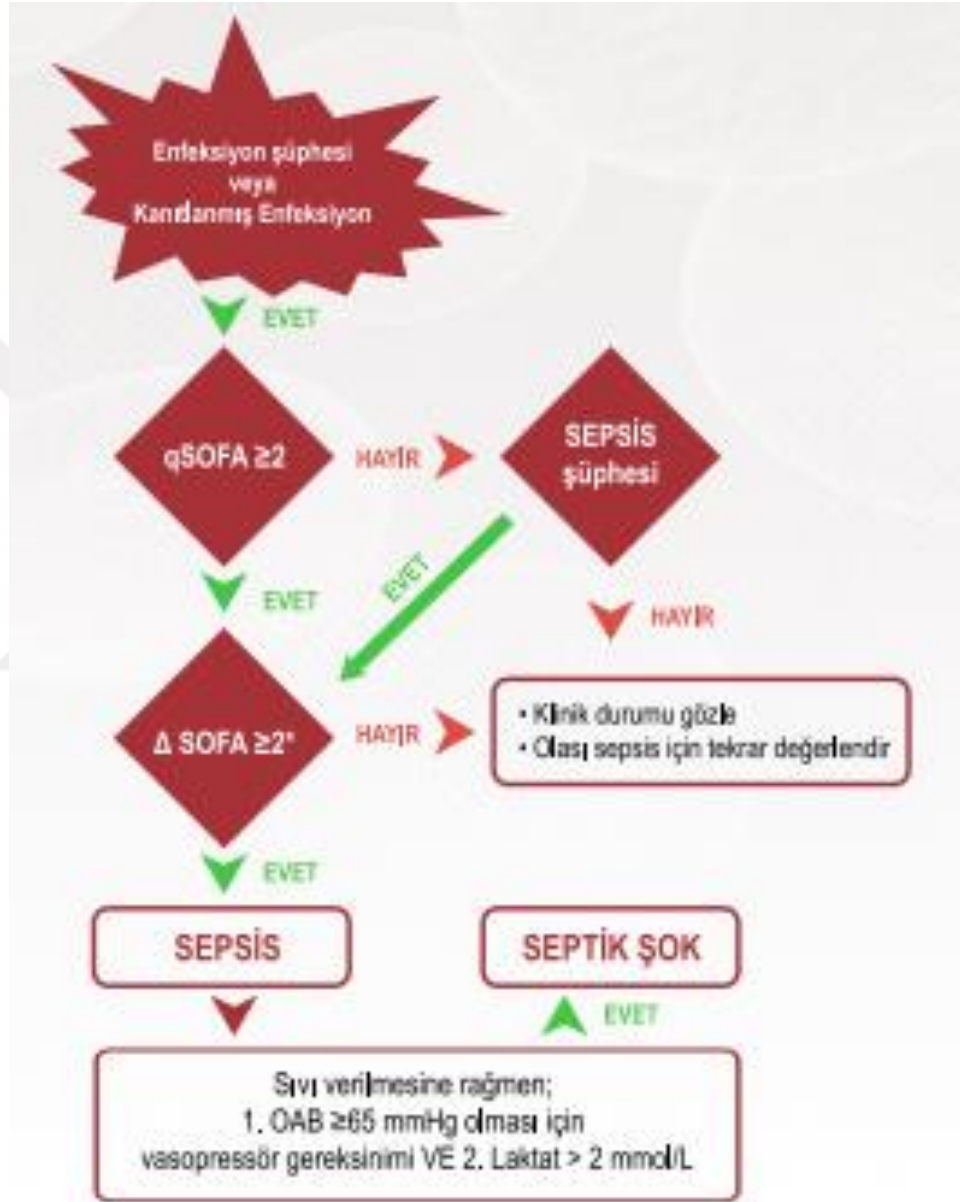 Enfeksiyon şüphesi
veya
Kanıtlanmış Enfeksiyon
EVET
qSOFA ≥2
HAYIR
SEPSİS
şüphesi
EVET
EVET
HAYIR
Δ SOFA ≥2*
HAYIR
• Klinik durumu gözle
• Olası sepsis için tekrar değerlendir
EVET
SEPSİS
SEPTİK ŞOK
EVET
Sıvı verilmesine rağmen;
1. OAB ≥65 mmHg olması için
vasopressör gereksinimi VE 2. Laktat > 2 mmol/L